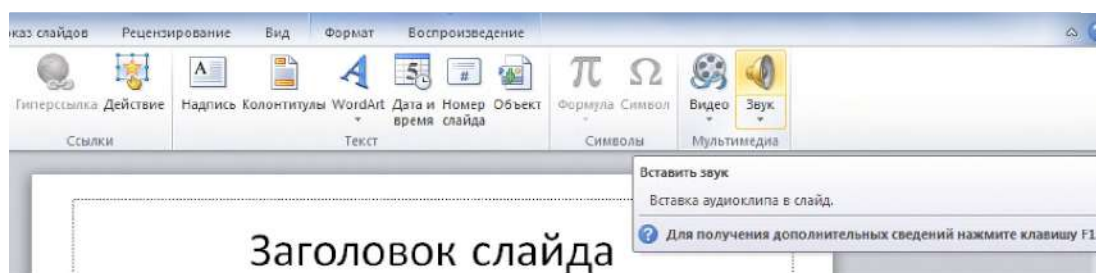 каз слайдов Рецензирование Вид Формат Воспроизведение
Гиперссылка Действие Надпись Колонтитулы WordArt Дата и время Номер слайда Объект Формула Символ Видео Звук
Ссылки Текст Символы Мультимедиа
Вставить звук
Вставка аудиоклипа в слайд.
Для получения дополнительных сведений нажмите клавишу F1
Заголовок слайда